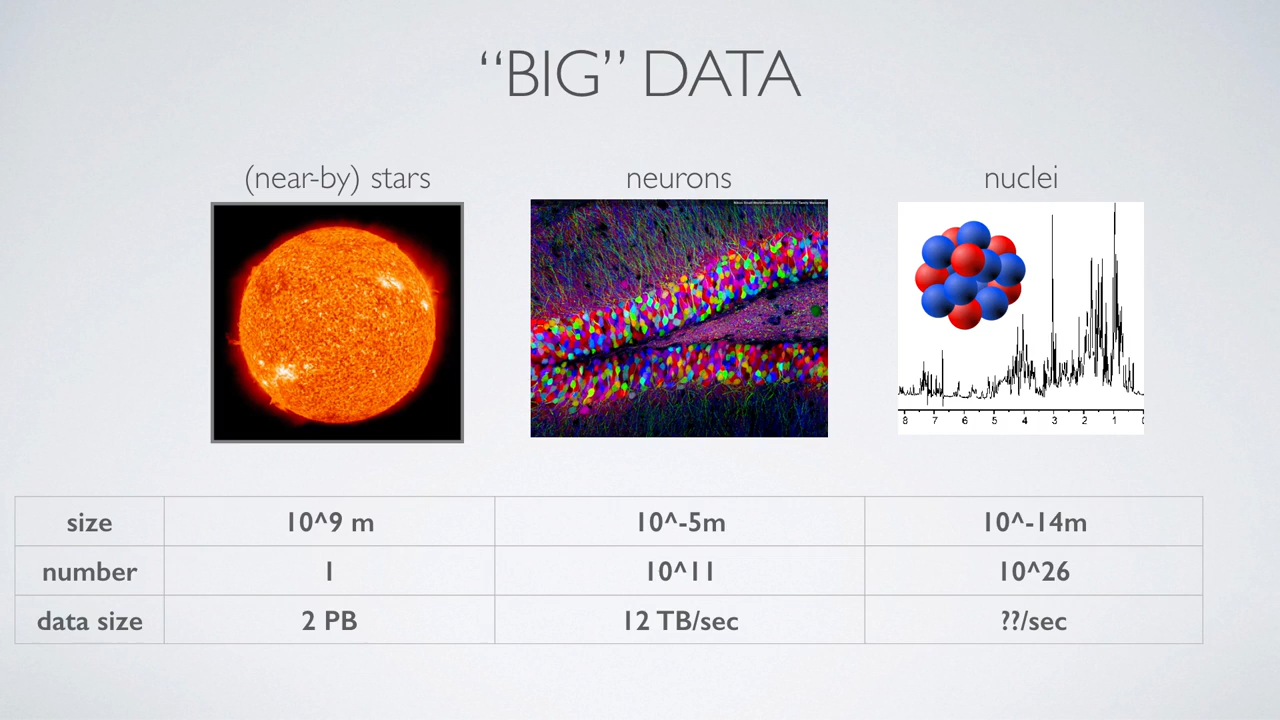 “BIG” DATA
(near-by) stars
neurons
nuclei
8 7 6 5 4 3 2 1
size 10^9 m 10^-5m 10^-14m
number 1 10^11 10^26
data size 2 PB 12 TB/sec ??/sec